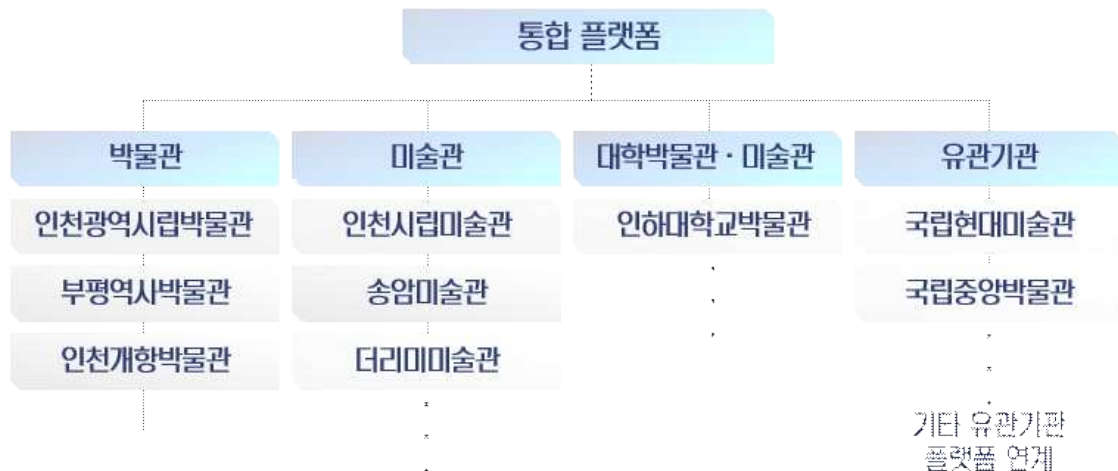 통합 플랫폼
박물관
미술관
대학박물관 · 미술관
유관기관
인천광역시립박물관
인천시립미술관
인하대학교박물관
국립현대미술관
부평역사박물관
송암미술관
국립중앙박물관
인천개항박물관
더리미미술관
기타 유관기관
플랫폼 연계